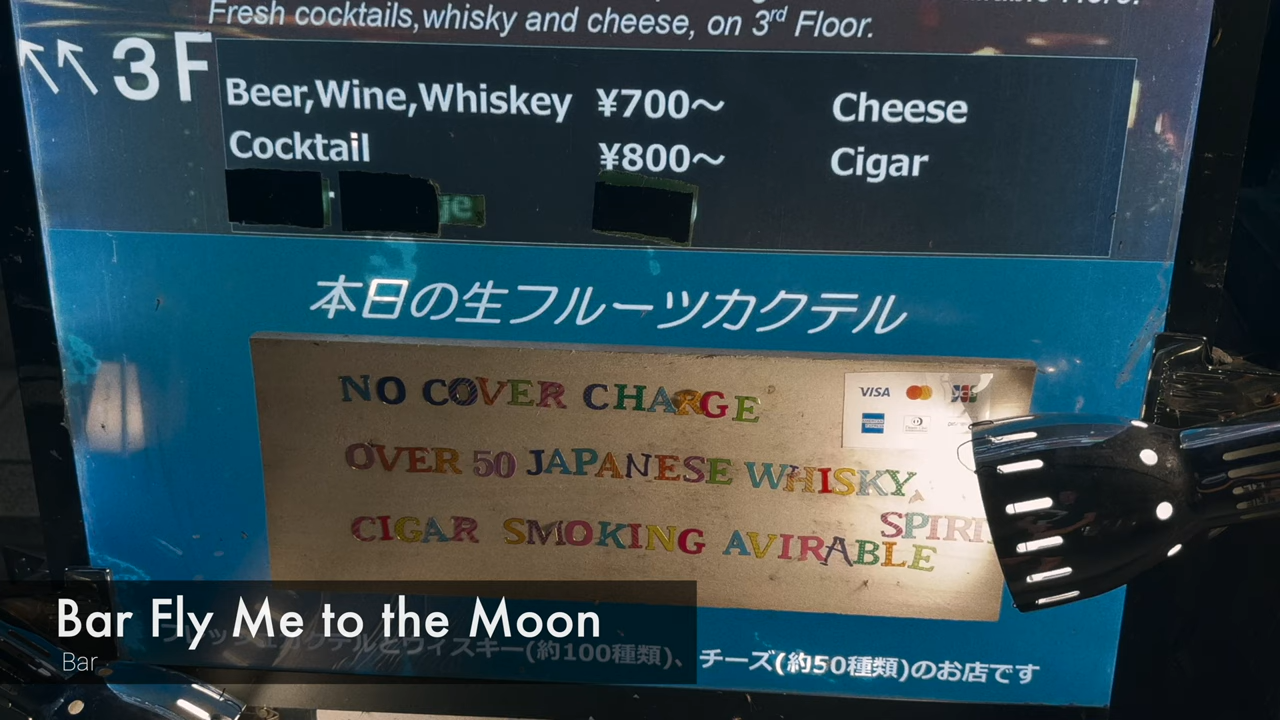 Fresh cocktails,whisky and cheese, on 3rd Floor.
3F
Beer,Wine,Whiskey ¥700～ Cheese
Cocktail ¥800～ Cigar
本日の生フルーツカクテル
NO COVER CHARGE
VISA
OVER 50 JAPANESE WHISKY,
SPIRI
CIGAR SMOKING AVIRABLE
Bar Fly Me to the Moon
Bar
カクテルとウイスキー(約100種類)、チーズ(約50種類)のお店です